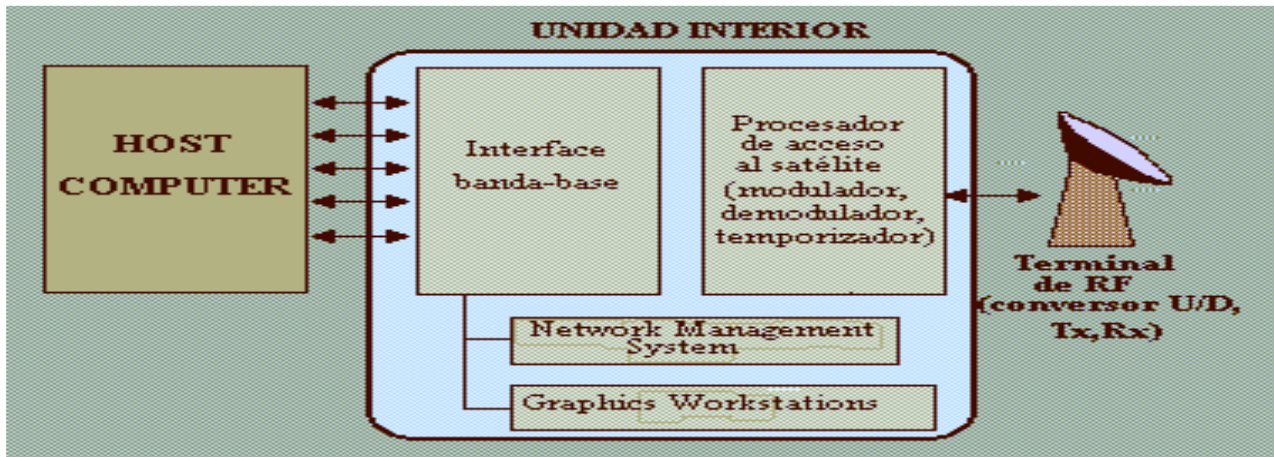 UNIDAD INTERIOR
HOST
COMPUTER
Interface
banda-base
Procesador
de acceso
al satélite
(modulador,
demodulador,
temporizador)
Terminal
de RF
(conversor U/D,
Tx,Rx)
Network Management
System
Graphics Workstations